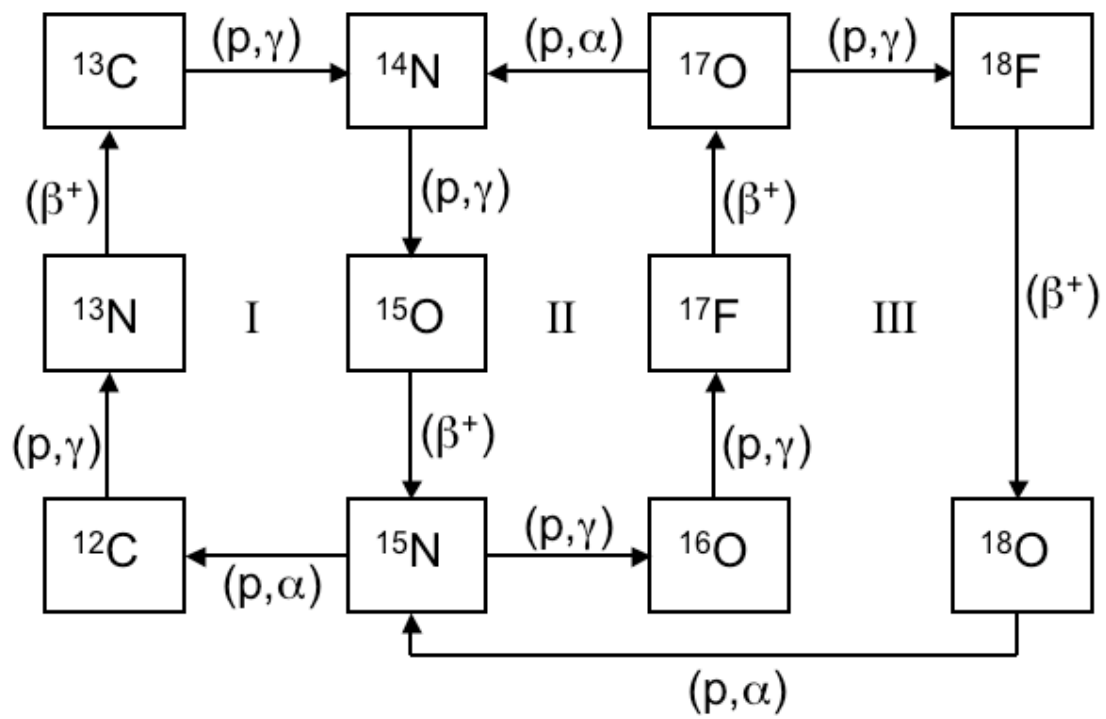 (p,γ) (p,α) (p,γ)
¹³C ¹⁴N ¹⁷O ¹⁸F
(β⁺) (p,γ) (β⁺)
¹³N I ¹⁵O II ¹⁷F III (β⁺)
(p,γ) (β⁺) (p,γ)
¹²C ¹⁵N (p,γ) ¹⁶O ¹⁸O
(p,α)
(p,α)